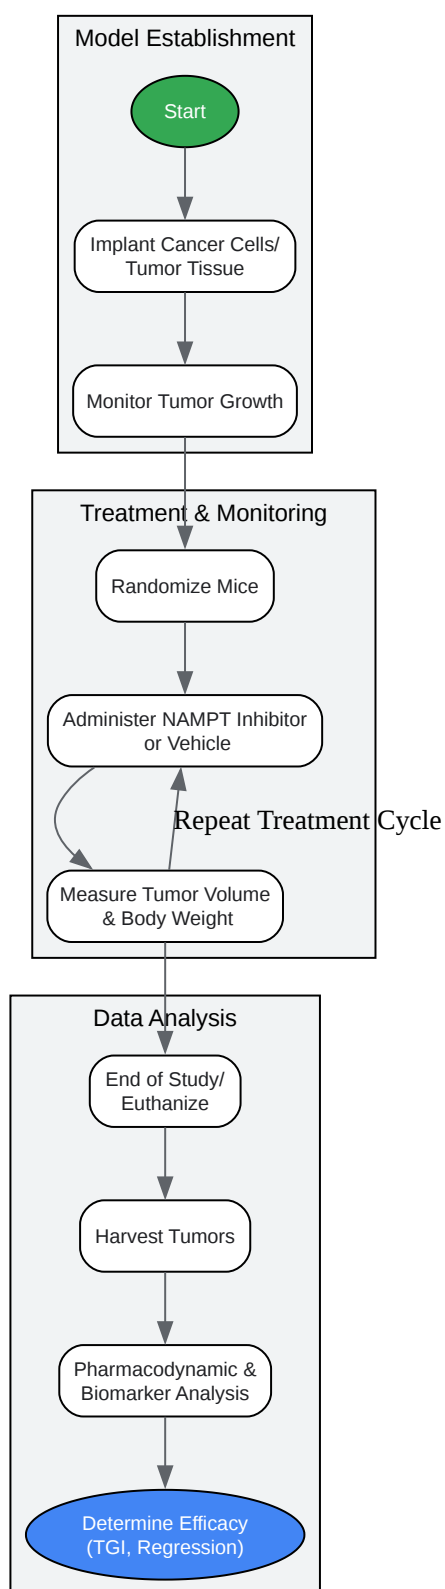 Model Establishment
Start
Implant Cancer Cells/
Tumor Tissue
Monitor Tumor Growth
Treatment & Monitoring
Randomize Mice
Administer NAMPT Inhibitor
or Vehicle
Repeat Treatment Cycle
Measure Tumor Volume
& Body Weight
Data Analysis
End of Study/
Euthanize
Harvest Tumors
Pharmacodynamic &
Biomarker Analysis
Determine Efficacy
(TGI, Regression)